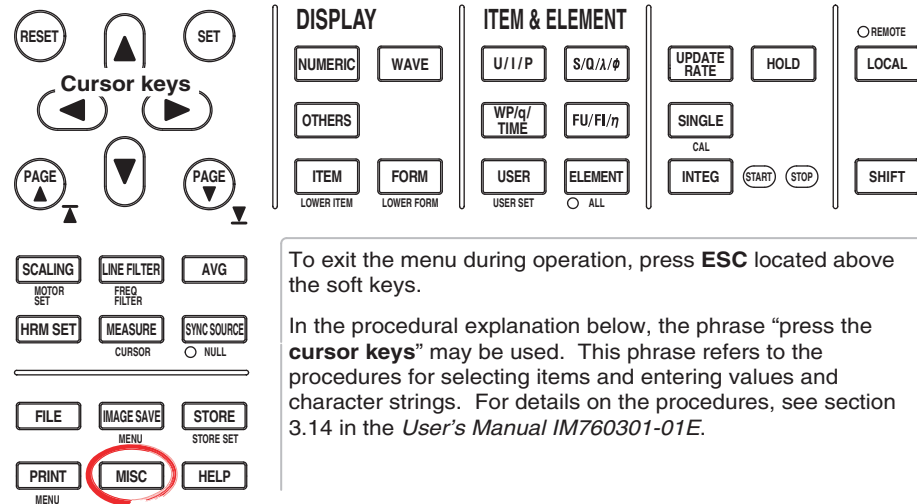 RESET
SET
Cursor keys
PAGE
PAGE
DISPLAY
NUMERIC WAVE
OTHERS
ITEM FORM
LOWER ITEM LOWER FORM
ITEM & ELEMENT
U/I/P S/Q/λ/ϕ
WP/q/
TIME
FU/FI/η
USER ELEMENT
USER SET ALL
UPDATE
RATE
HOLD
SINGLE
CAL
INTEG START STOP
REMOTE
LOCAL
SHIFT
SCALING LINE FILTER AVG
MOTOR
SET
FREQ
FILTER
HRM SET MEASURE SYNC SOURCE
CURSOR NULL
FILE IMAGE SAVE STORE
MENU STORE SET
PRINT MISC HELP
MENU
To exit the menu during operation, press ESC located above
the soft keys.
In the procedural explanation below, the phrase “press the
cursor keys” may be used. This phrase refers to the
procedures for selecting items and entering values and
character strings. For details on the procedures, see section
3.14 in the User’s Manual IM760301-01E.